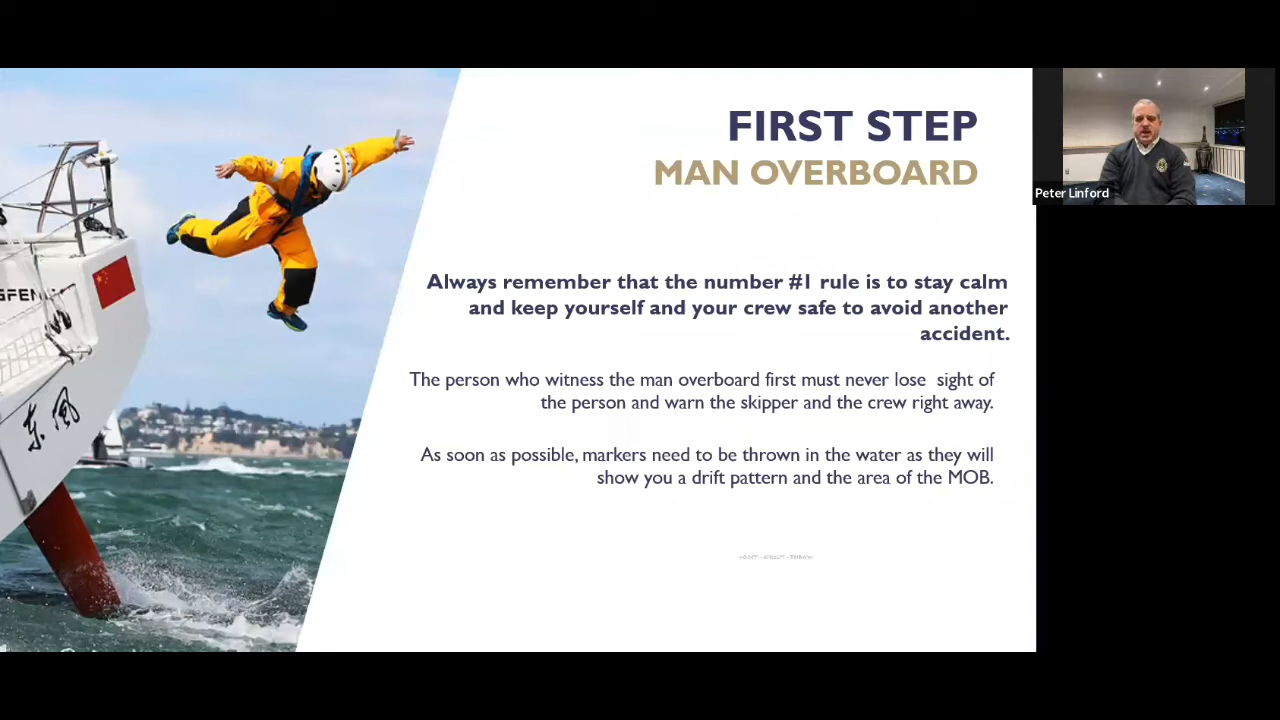 FIRST STEP
MAN OVERBOARD
Peter Linford
Always remember that the number #1 rule is to stay calm
and keep yourself and your crew safe to avoid another
accident.
The person who witness the man overboard first must never lose sight of
the person and warn the skipper and the crew right away.
As soon as possible, markers need to be thrown in the water as they will
show you a drift pattern and the area of the MOB.
东风